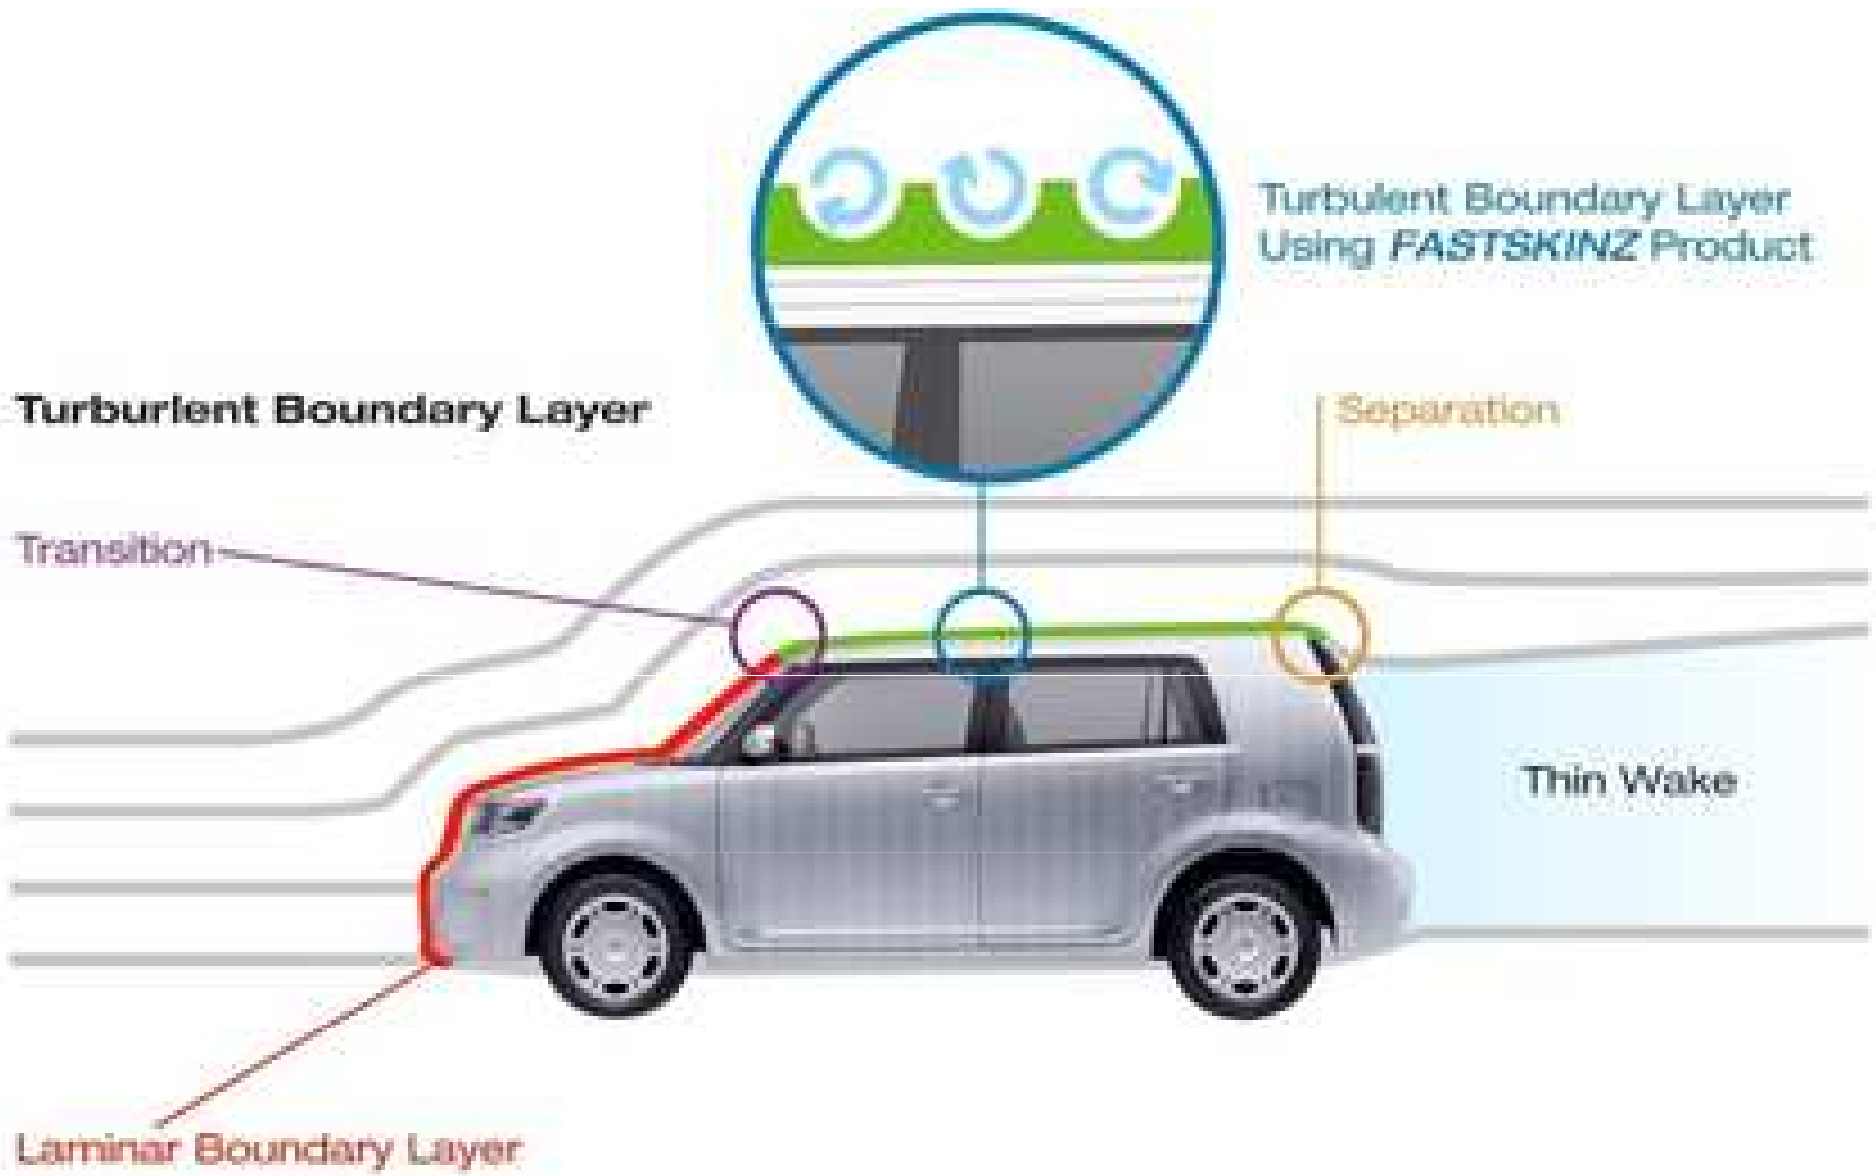 Turbulent Boundary Layer
Using FASTSKINZ Product
Turburlent Boundary Layer
Separation
Transition
Thin Wake
Laminar Boundary Layer